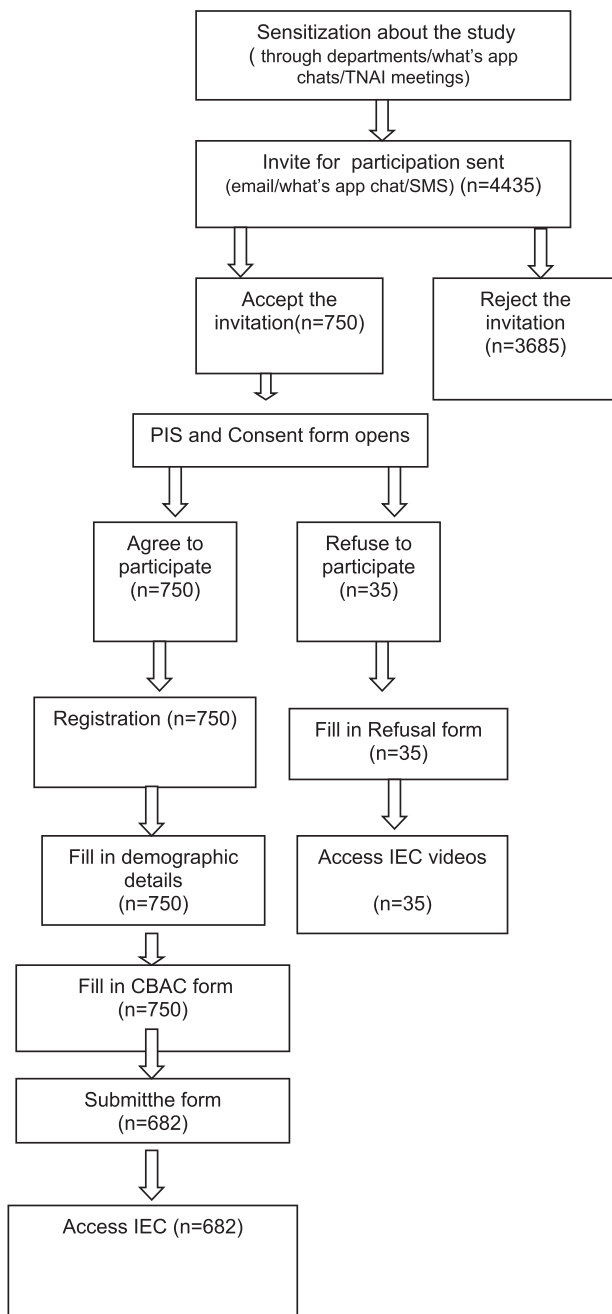 Sensitization about the study
( through departments/what's app
chats/TNAI meetings)
Invite for participation sent
(email/what's app chat/SMS) (n=4435)
Accept the
invitation(n=750)
Reject the
invitation
(n=3685)
PIS and Consent form opens
Agree to
participate
(n=750)
Refuse to
participate
(n=35)
Registration (n=750)
Fill in Refusal form
(n=35)
Fill in demographic
details
(n=750)
Access IEC videos
(n=35)
Fill in CBAC form
(n=750)
Submitthe form
(n=682)
Access IEC (n=682)